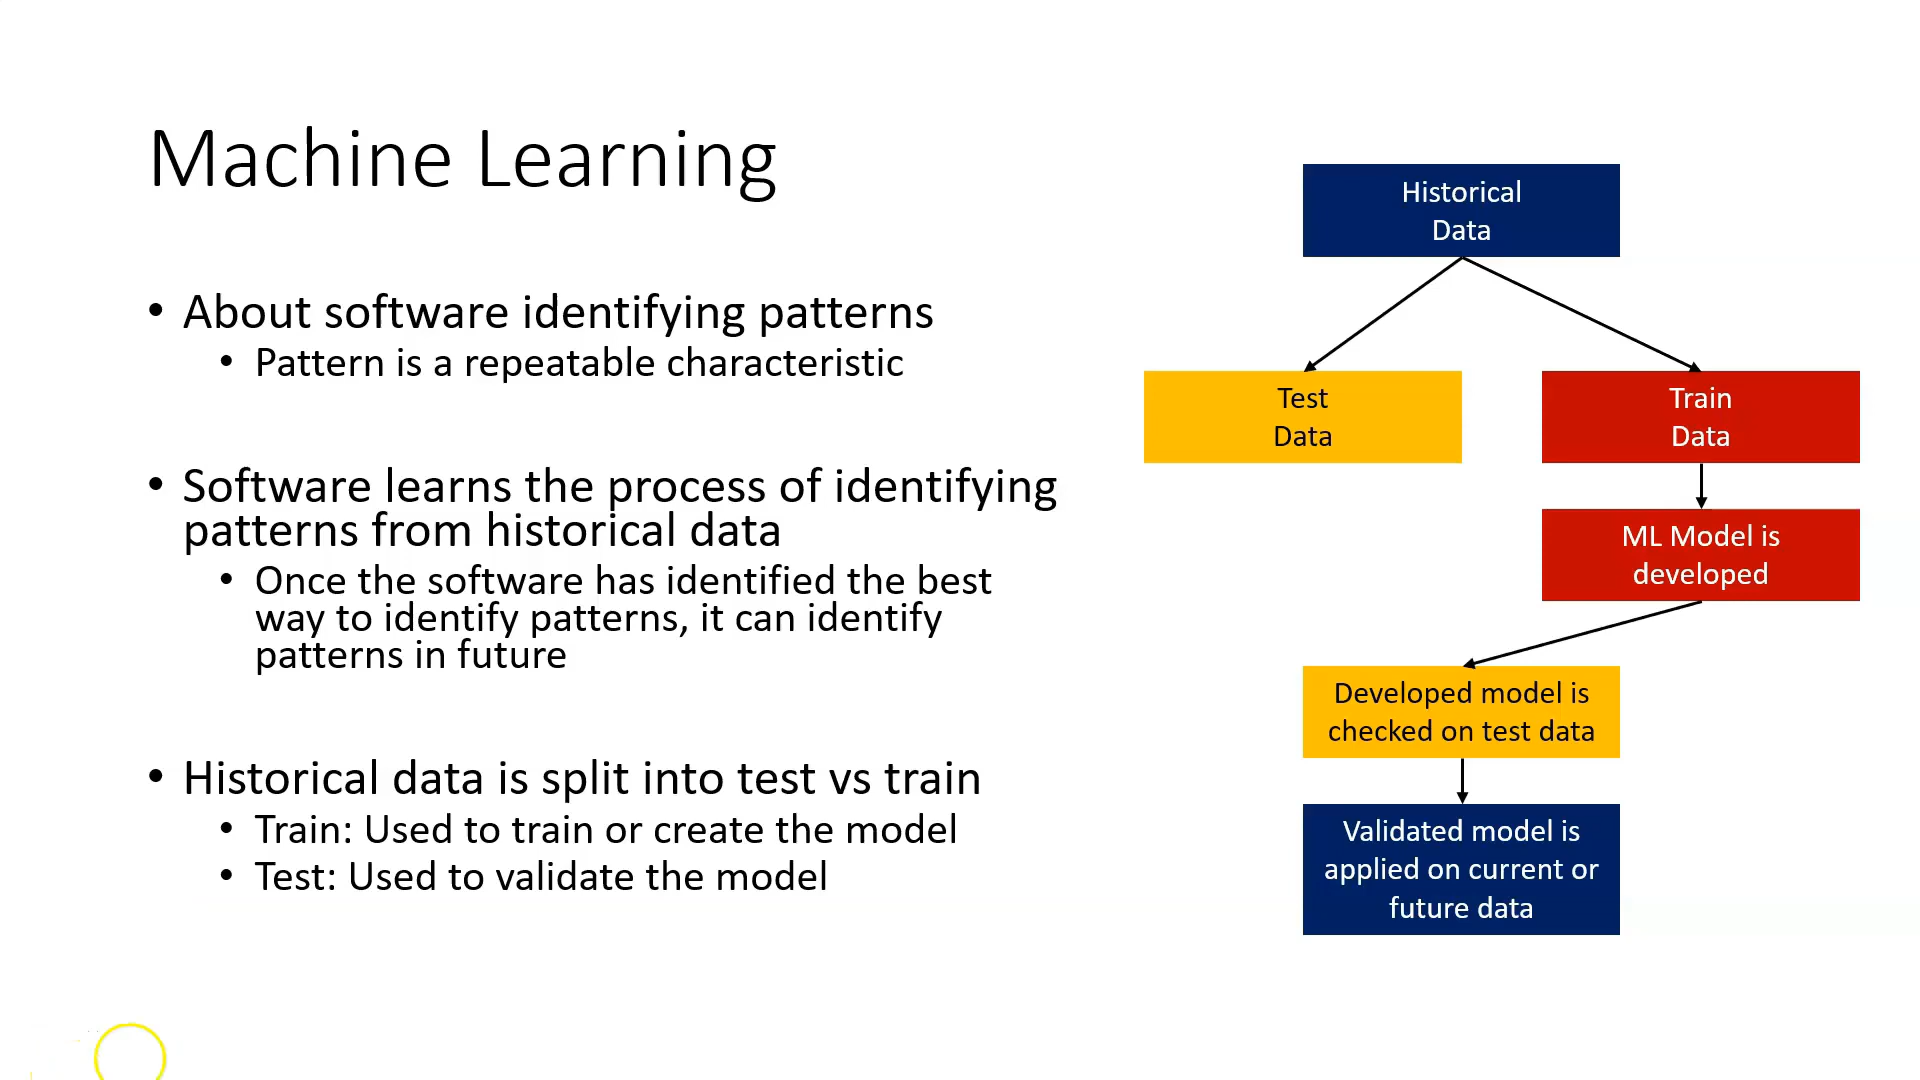 Machine Learning
• About software identifying patterns
• Pattern is a repeatable characteristic
• Software learns the process of identifying
patterns from historical data
• Once the software has identified the best
way to identify patterns, it can identify
patterns in future
• Historical data is split into test vs train
• Train: Used to train or create the model
• Test: Used to validate the model
Historical
Data
Test
Data
Train
Data
ML Model is
developed
Developed model is
checked on test data
Validated model is
applied on current or
future data